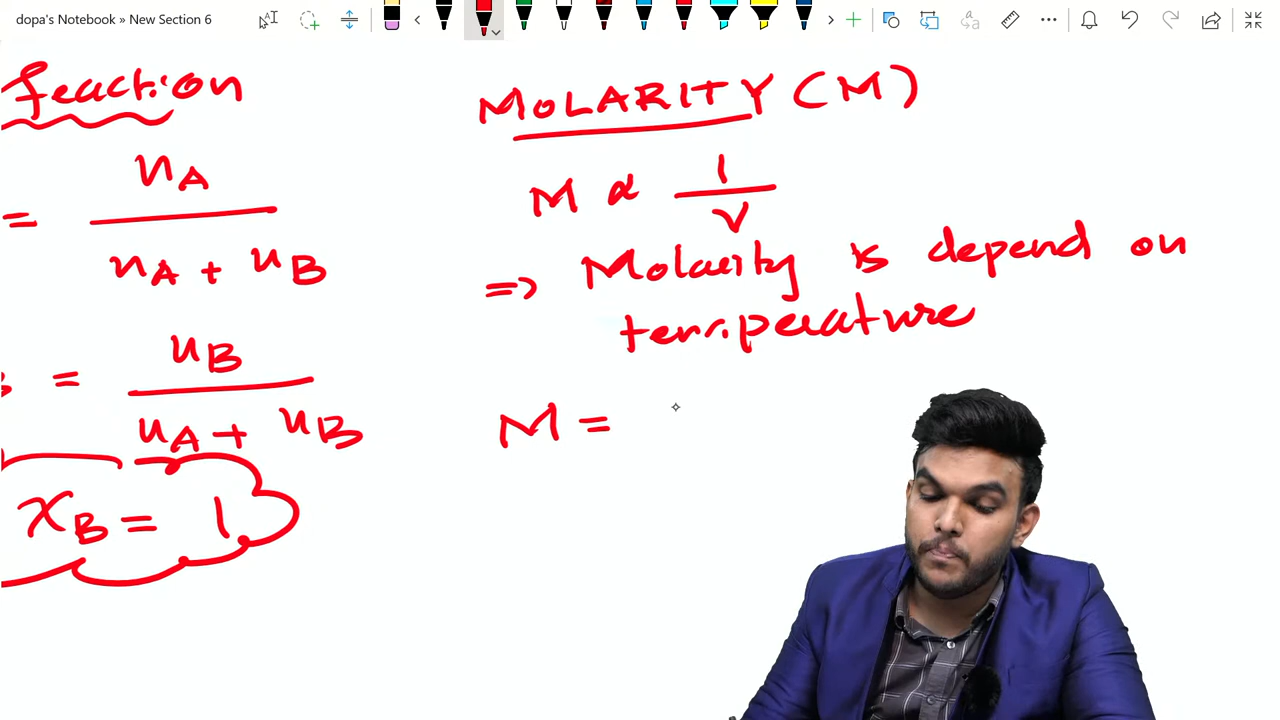 dopa's Notebook » New Section 6
feaction
= nA / nA + nB
= nB / nA + nB
xB = 1
MOLARITY (M)
M ∝ 1 / V
=> Molarity is depend on
temperature
M =